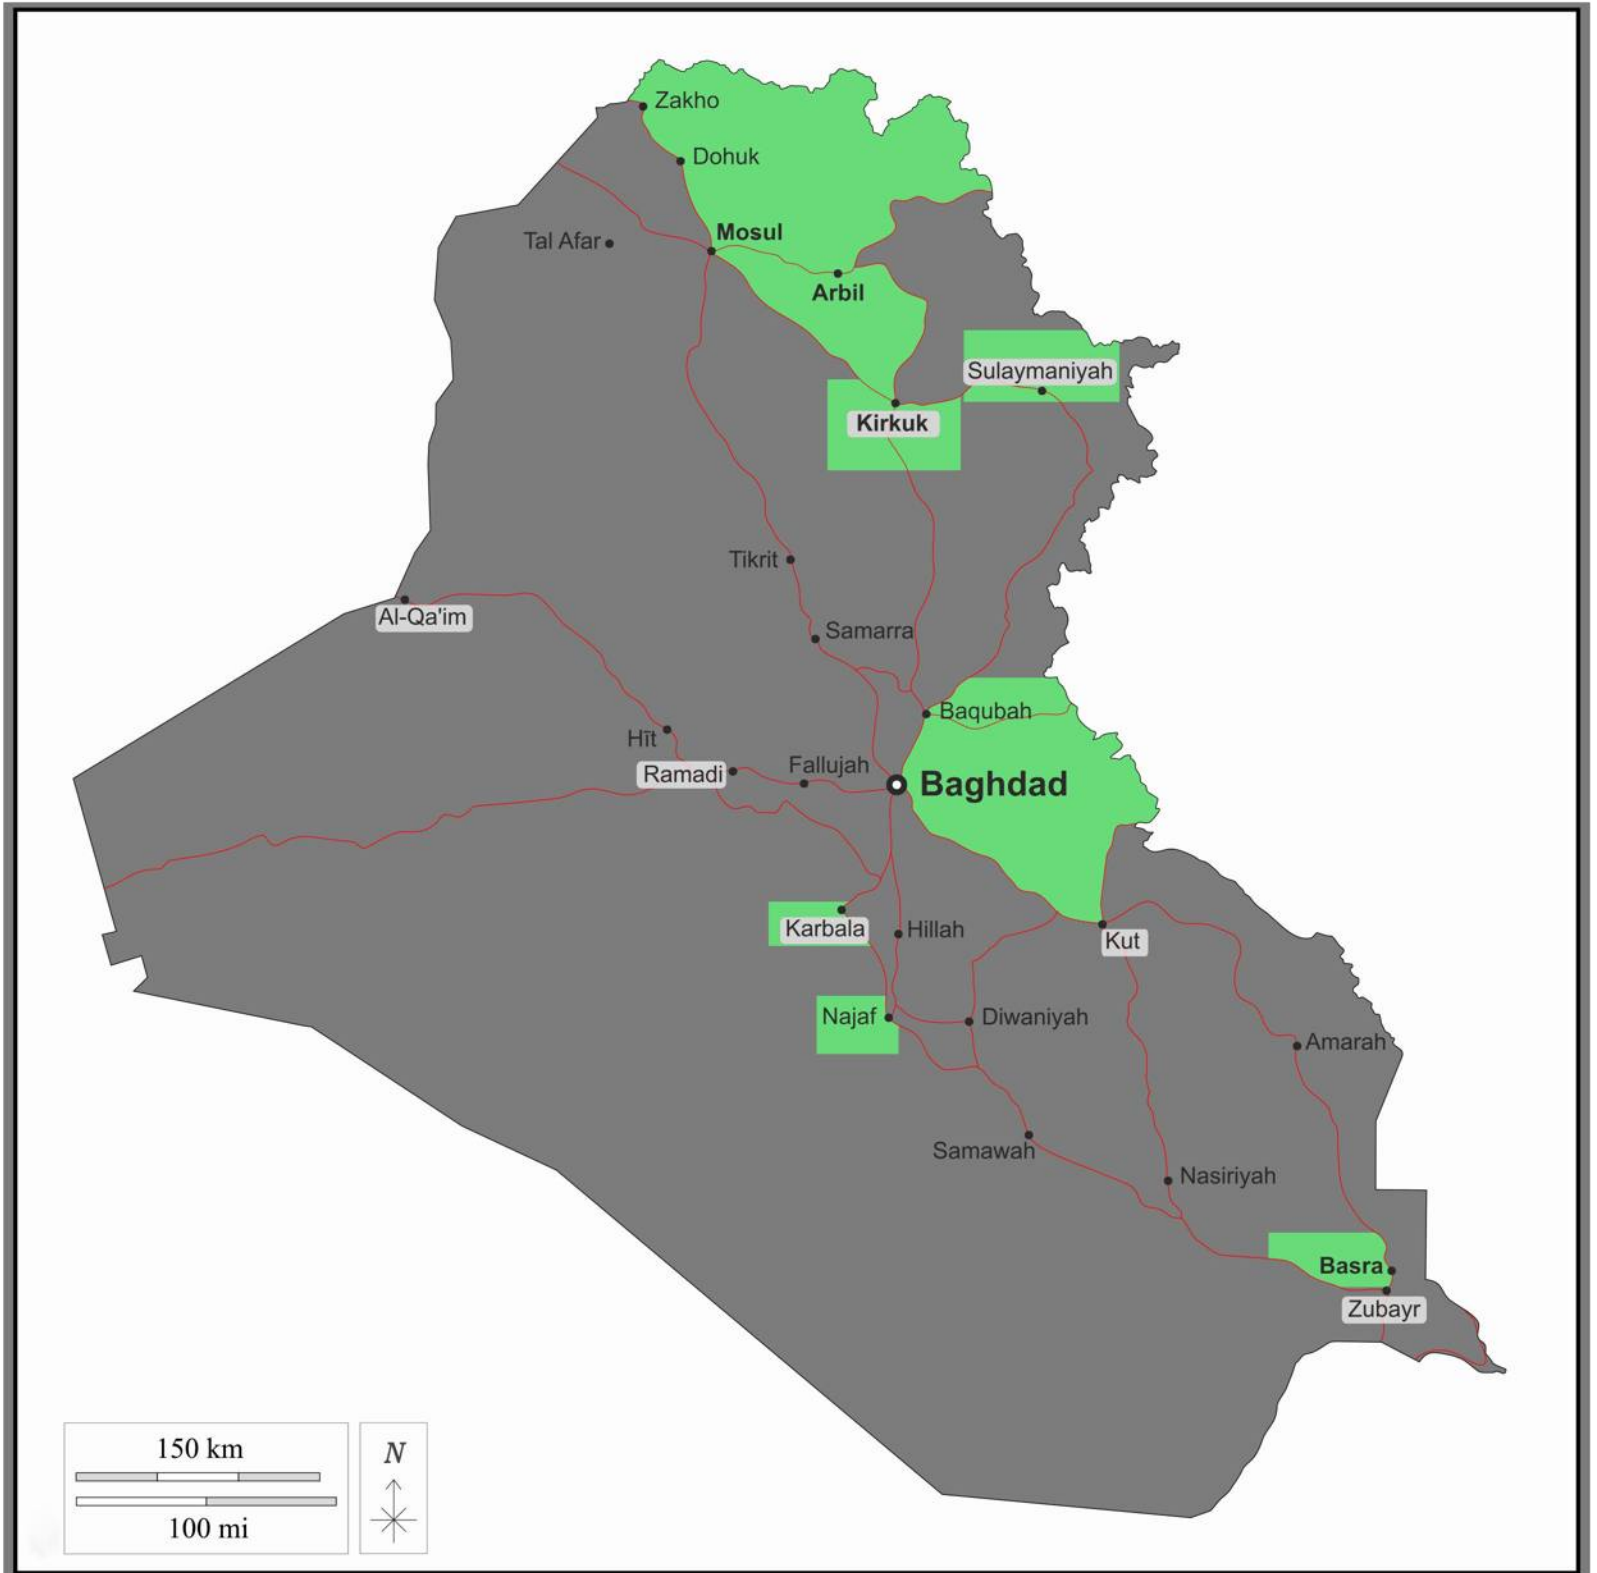 Zakho
Dohuk
Mosul
Tal Afar
Arbil
Sulaymaniyah
Kirkuk
Tikrit
Al-Qa'im
Samarra
Baqubah
Hīt
Fallujah
Ramadi
Baghdad
Karbala
Hillah
Kut
Najaf
Diwaniyah
Amarah
Samawah
Nasiriyah
Basra
Zubayr
150 km
100 mi
N